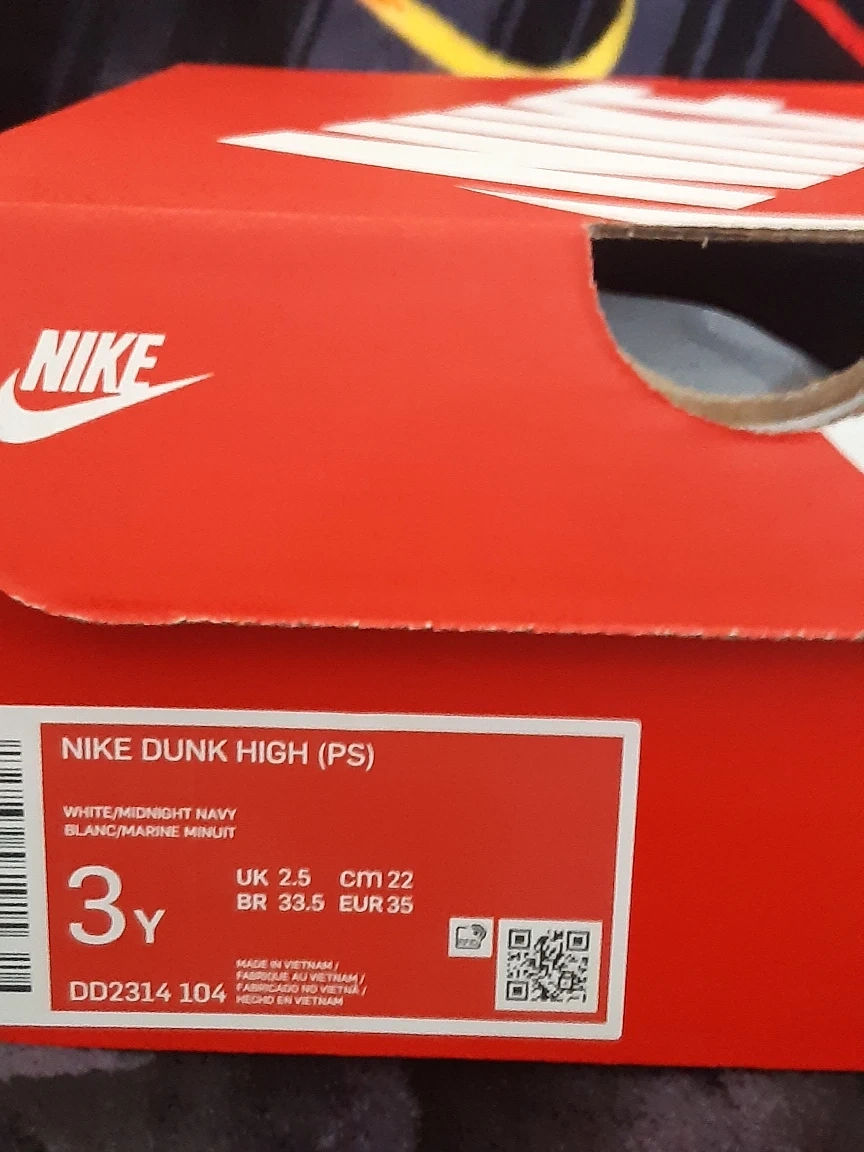 NIKE
NIKE DUNK HIGH (PS)
WHITE/MIDNIGHT NAVY
BLANC/MARINE MINUIT
3Y
UK 2.5 cm 22
BR 33.5 EUR 35
DD2314 104
MADE IN VIETNAM /
FABRIQUE AU VIETNAM /
FABRICADO NO VIETNÃ /
HECHO EN VIETNAM